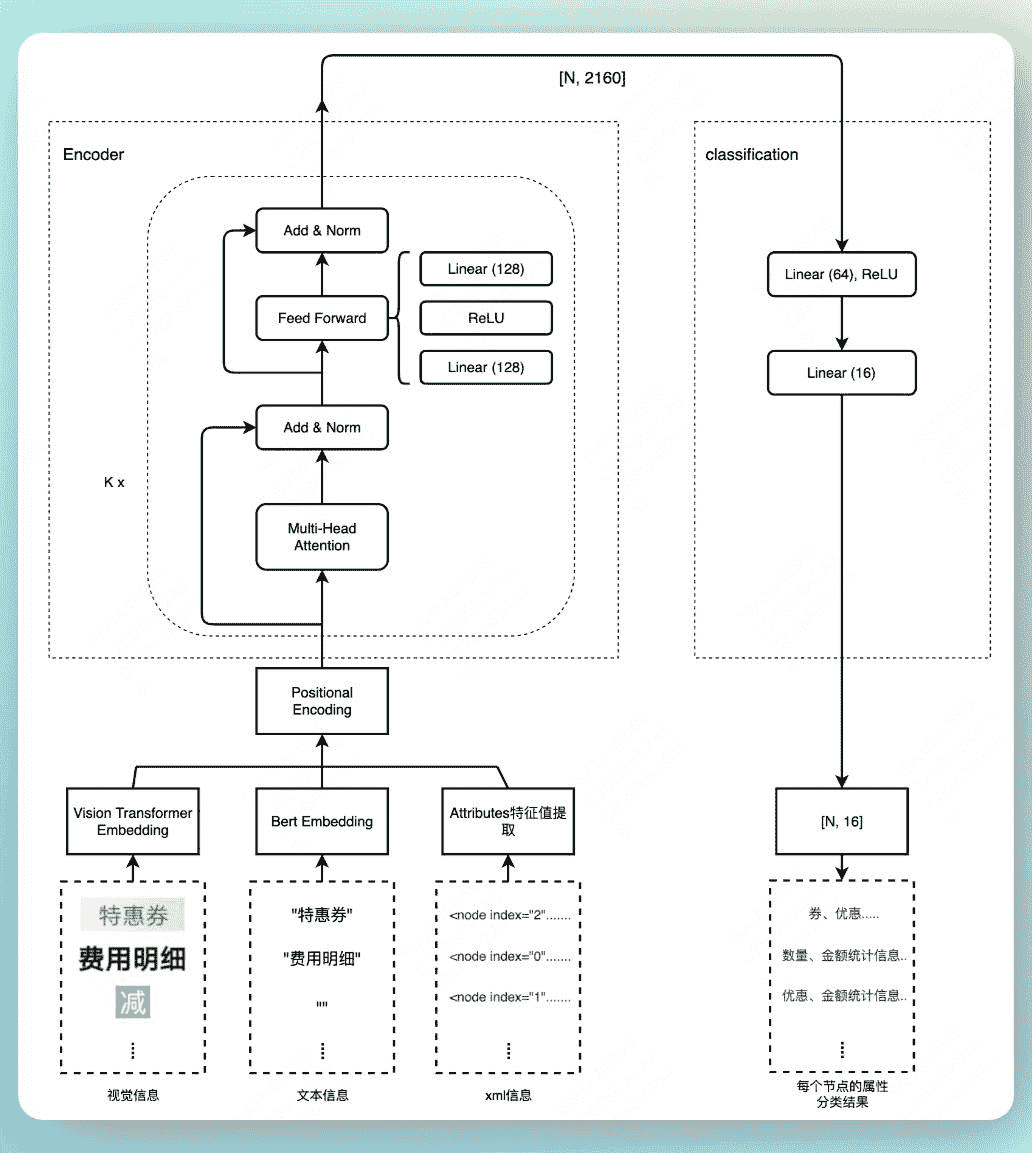 [N, 2160]
Encoder
classification
Add & Norm
Linear (128)
Linear (64), ReLU
Feed Forward
ReLU
Linear (128)
Linear (16)
Add & Norm
K x
Multi-Head
Attention
Positional
Encoding
Vision Transformer
Embedding
Bert Embedding
Attributes特征值提
取
[N, 16]
特惠券
费用明细
减
"特惠券"
"费用明细"
""
<node index="2".......
<node index="0".......
<node index="1".......
券、优惠.....
数量、金额统计信息..
优惠、金额统计信息..
视觉信息
文本信息
xml信息
每个节点的属性
分类结果